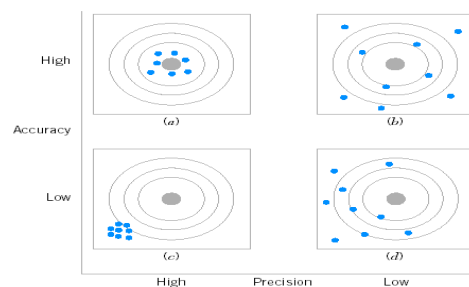 High
(a)
(b)
Accuracy
Low
(c)
(d)
High Precision Low